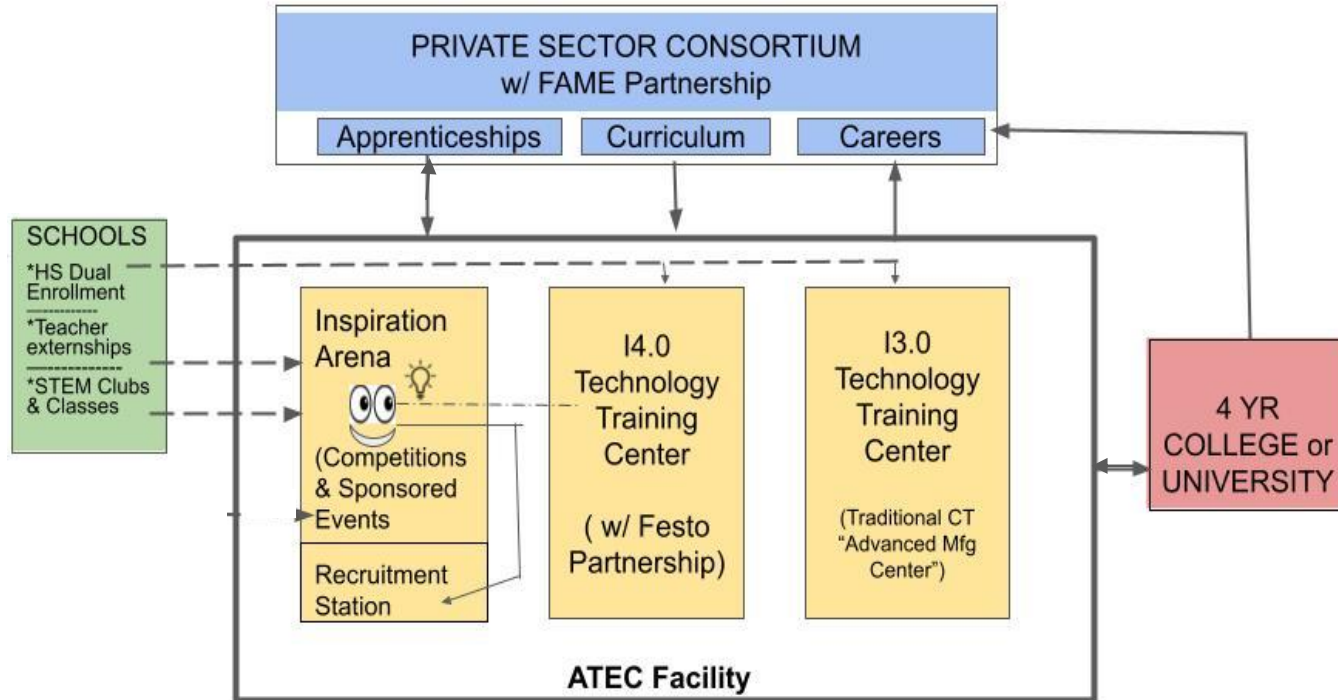 PRIVATE SECTOR CONSORTIUM
w/ FAME Partnership
Apprenticeships
Curriculum
Careers
SCHOOLS
*HS Dual
Enrollment
*Teacher
externships
*STEM Clubs
& Classes
Inspiration
Arena
(Competitions
& Sponsored
Events
Recruitment
Station
I4.0
Technology
Training
Center
( w/ Festo
Partnership)
I3.0
Technology
Training
Center
(Traditional CT
“Advanced Mfg
Center”)
4 YR
COLLEGE or
UNIVERSITY
ATEC Facility